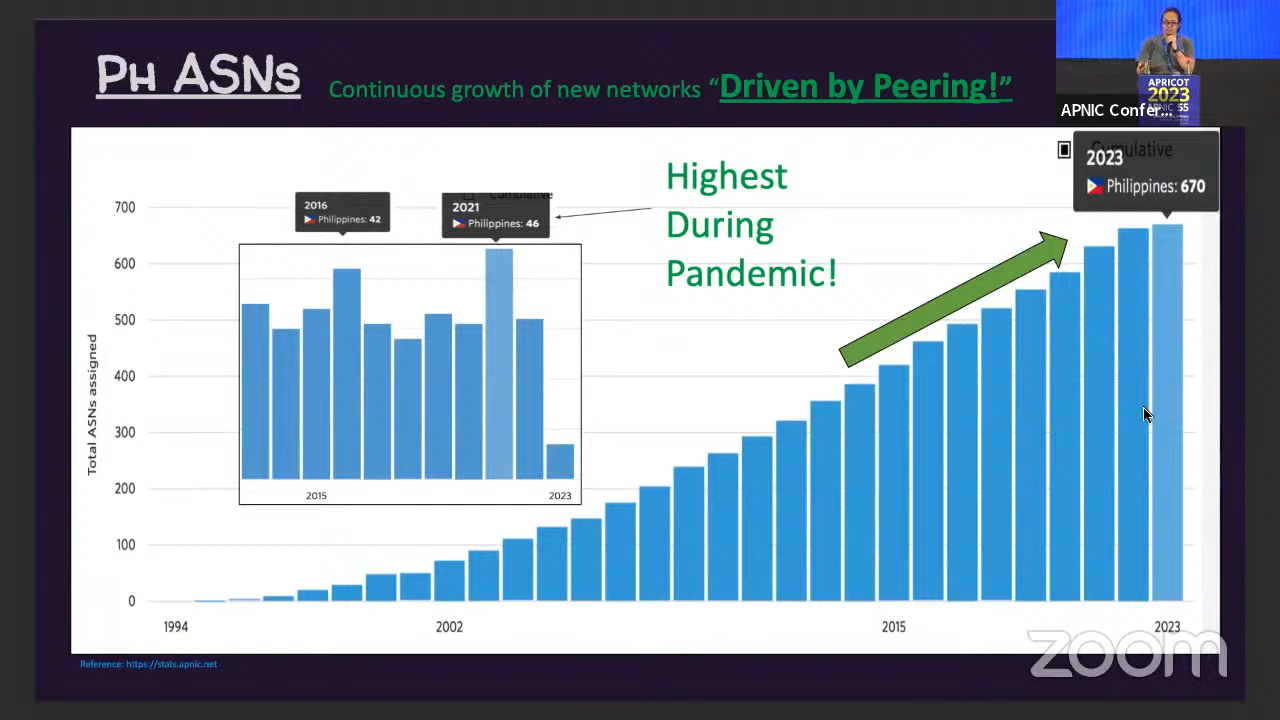 Ph ASNs
Continuous growth of new networks “Driven by Peering!”
APRICOT
2023
APNIC 55
APNIC Confer...
Cumulative
2023
Philippines: 670
Highest
During
Pandemic!
Cumulative
2016
Philippines: 42
2021
Philippines: 46
700
600
500
400
300
200
100
0
Total ASNs assigned
2015
2023
1994
2002
2015
2023
Reference: https://stats.apnic.net
zoom